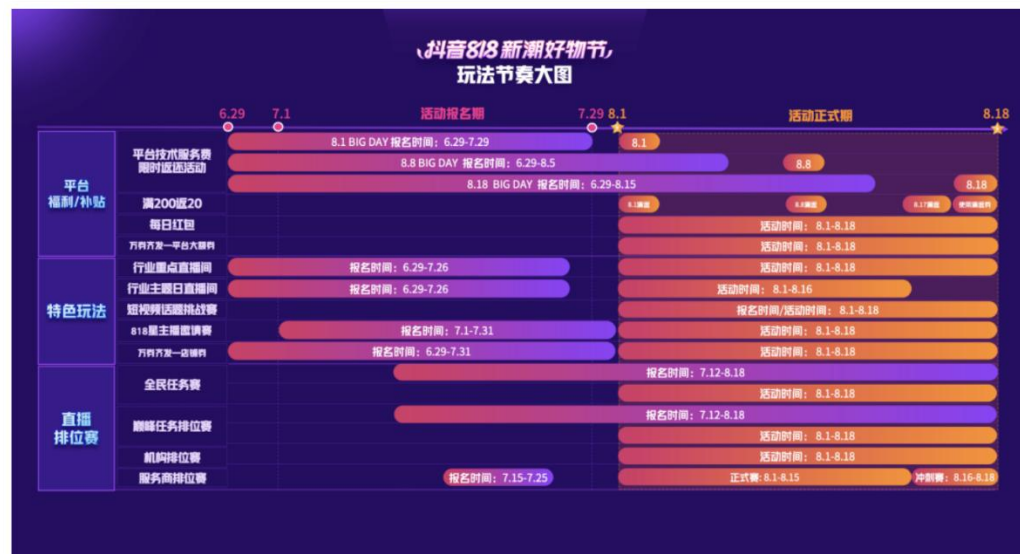 抖音818新潮好物节
玩法节奏大图
6.29 7.1 活动报名期 7.29 8.1 活动正式期 8.18
平台
福利/补贴
平台技术服务费
限时返还活动
8.1 BIG DAY 报名时间：6.29-7.29 8.1
8.8 BIG DAY 报名时间：6.29-8.5 8.8
8.18 BIG DAY 报名时间：6.29-8.15 8.18
满200返20
每日红包 活动时间： 8.1-8.18
万券齐发—平台大额券 活动时间： 8.1-8.18
特色玩法
行业重点直播间 报名时间：6.29-7.26 活动时间： 8.1-8.18
行业主题日直播间 报名时间：6.29-7.26 活动时间： 8.1-8.16
短视频话题挑战赛 报名时间/活动时间： 8.1-8.18
818星主播邀请赛 报名时间：7.1-7.31 活动时间： 8.1-8.18
万券齐发—店铺券 报名时间：6.29-7.31 活动时间： 8.1-8.18
直播
排位赛
全民任务赛 报名时间：7.12-8.18
活动时间： 8.1-8.18
巅峰任务排位赛 报名时间：7.12-8.18
活动时间： 8.1-8.18
机构排位赛 活动时间： 8.1-8.18
服务商排位赛 报名时间：7.15-7.25 正式赛: 8.1-8.15 冲刺赛：8.16-8.18